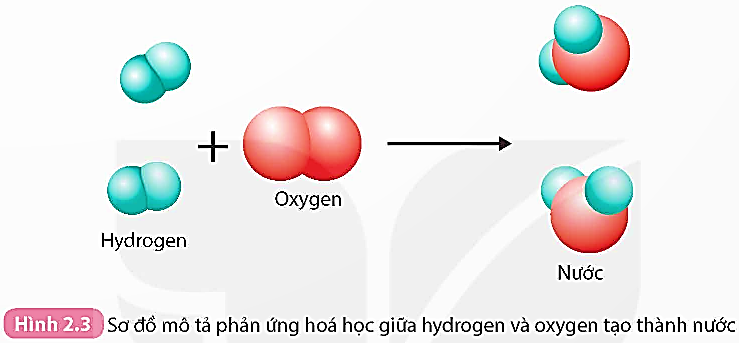 +
Oxygen
Hydrogen
Nước
Hình 2.3 Sơ đồ mô tả phản ứng hoá học giữa hydrogen và oxygen tạo thành nước